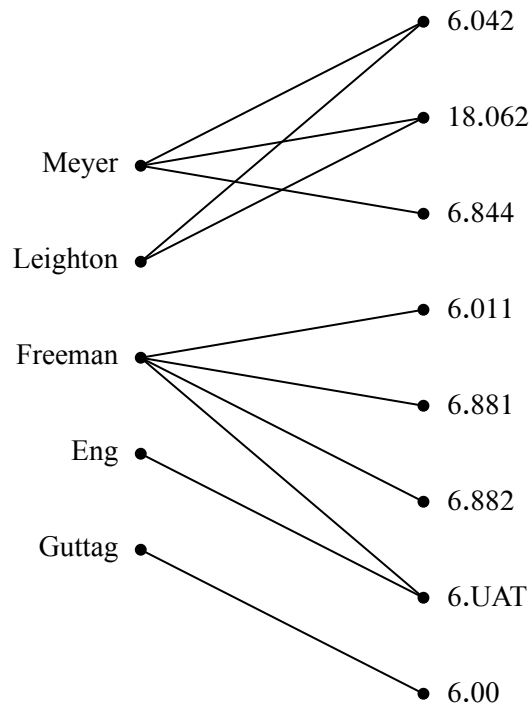 6.042
18.062
Meyer
6.844
Leighton
6.011
Freeman
6.881
Eng
6.882
Guttag
6.UAT
6.00